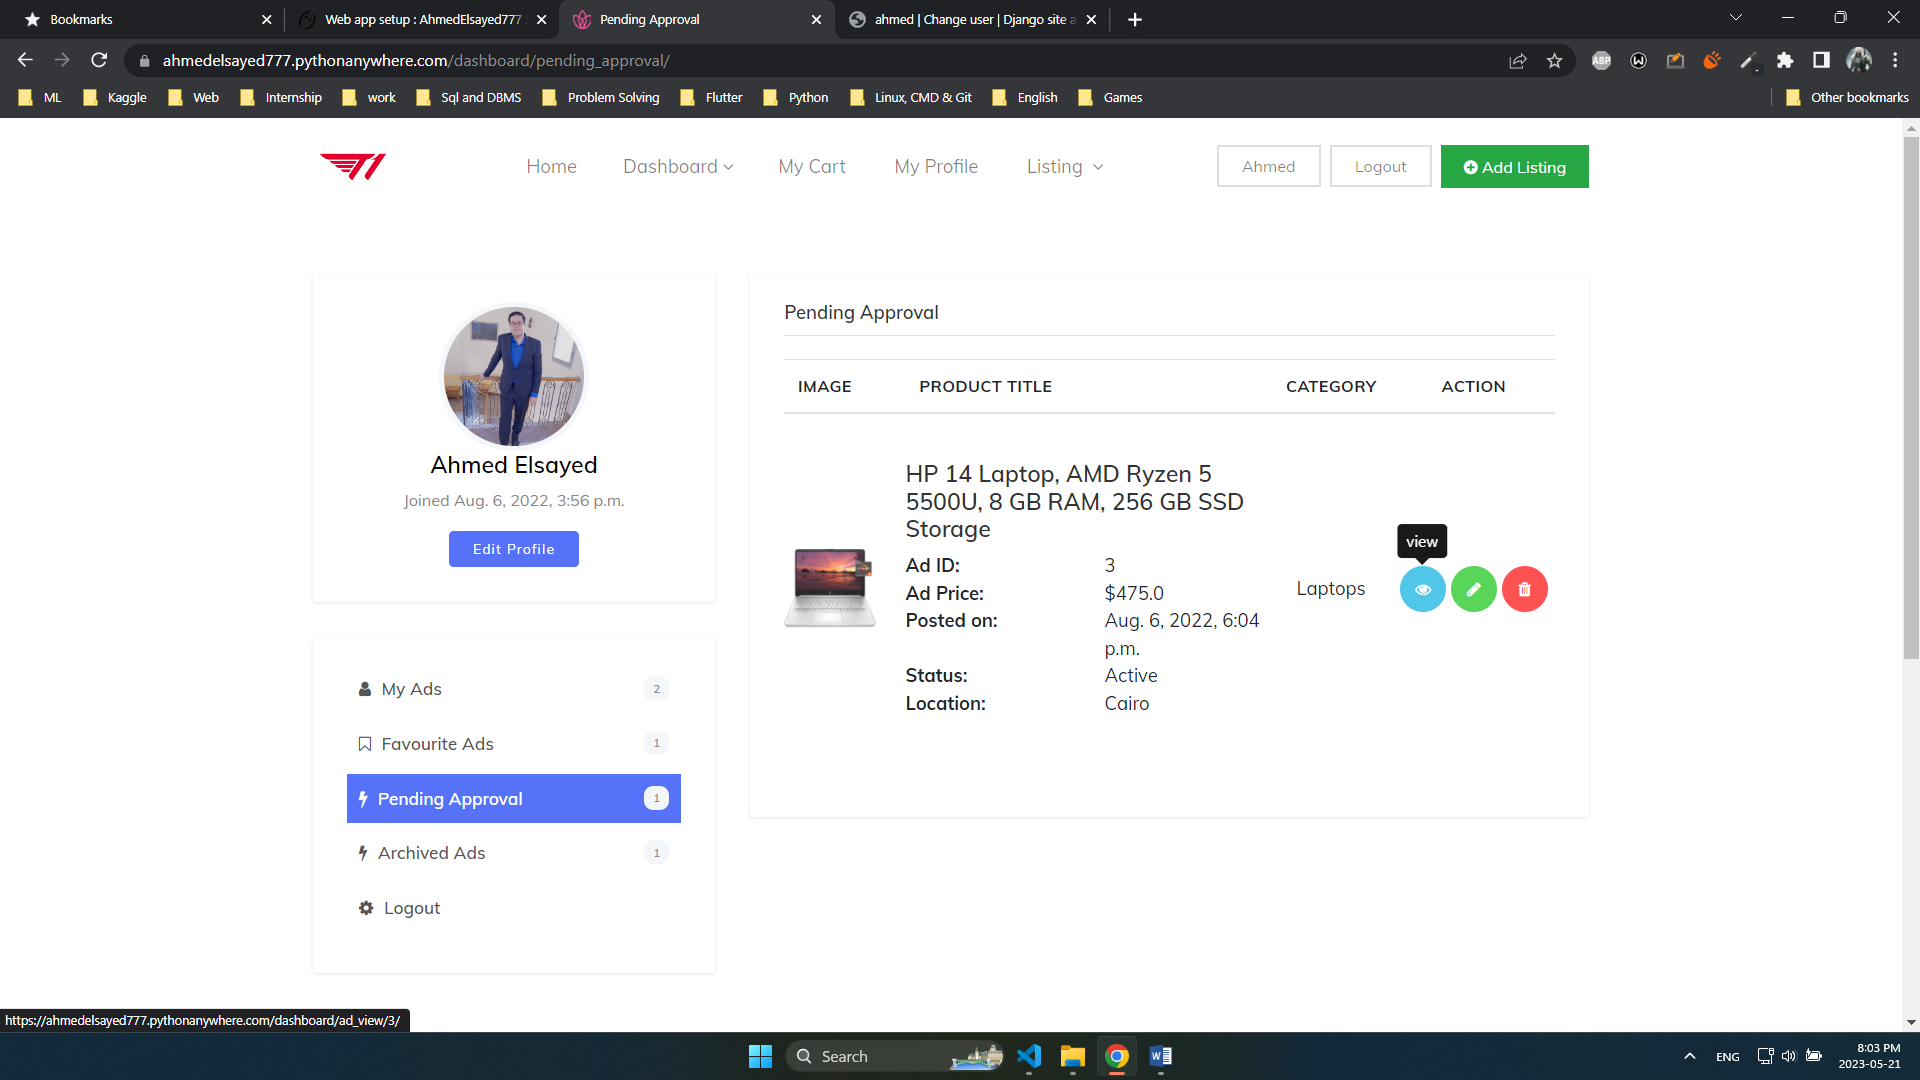 Bookmarks
Web app setup : AhmedElsayed777
Pending Approval
ahmed | Change user | Django site a
ahmedelsayed777.pythonanywhere.com/dashboard/pending_approval/
ABP
ML
Kaggle
Web
Internship
work
Sql and DBMS
Problem Solving
Flutter
Python
Linux, CMD & Git
English
Games
Other bookmarks
T1
Home
Dashboard
My Cart
My Profile
Listing
Ahmed
Logout
Add Listing
Ahmed Elsayed
Joined Aug. 6, 2022, 3:56 p.m.
Edit Profile
My Ads 2
Favourite Ads 1
Pending Approval 1
Archived Ads 1
Logout
Pending Approval
IMAGE PRODUCT TITLE CATEGORY ACTION
HP 14 Laptop, AMD Ryzen 5
5500U, 8 GB RAM, 256 GB SSD
Storage
Ad ID: 3
Ad Price: $475.0
Posted on: Aug. 6, 2022, 6:04
p.m.
Status: Active
Location: Cairo
Laptops
view
https://ahmedelsayed777.pythonanywhere.com/dashboard/ad_view/3/
Search
ENG
8:03 PM
2023-05-21